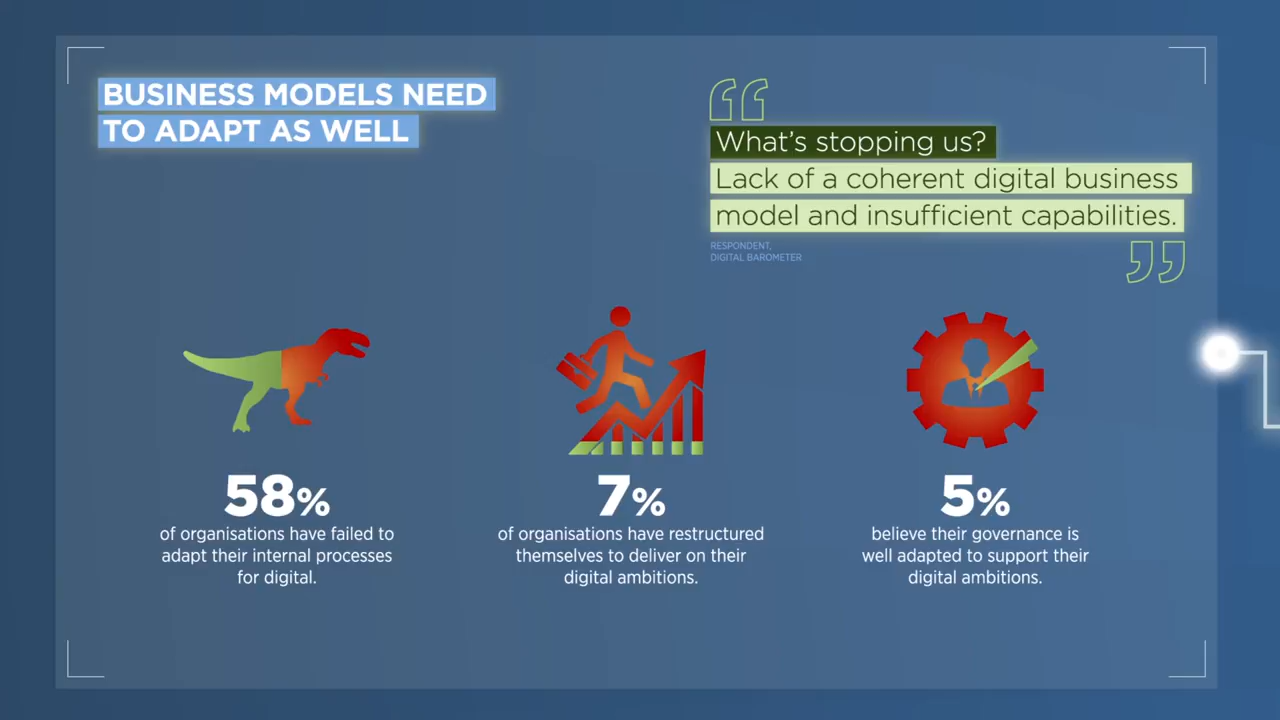 BUSINESS MODELS NEED
TO ADAPT AS WELL
“
What’s stopping us?
Lack of a coherent digital business
model and insufficient capabilities.
”
RESPONDENT,
DIGITAL BAROMETER
58%
of organisations have failed to
adapt their internal processes
for digital.
7%
of organisations have restructured
themselves to deliver on their
digital ambitions.
5%
believe their governance is
well adapted to support their
digital ambitions.